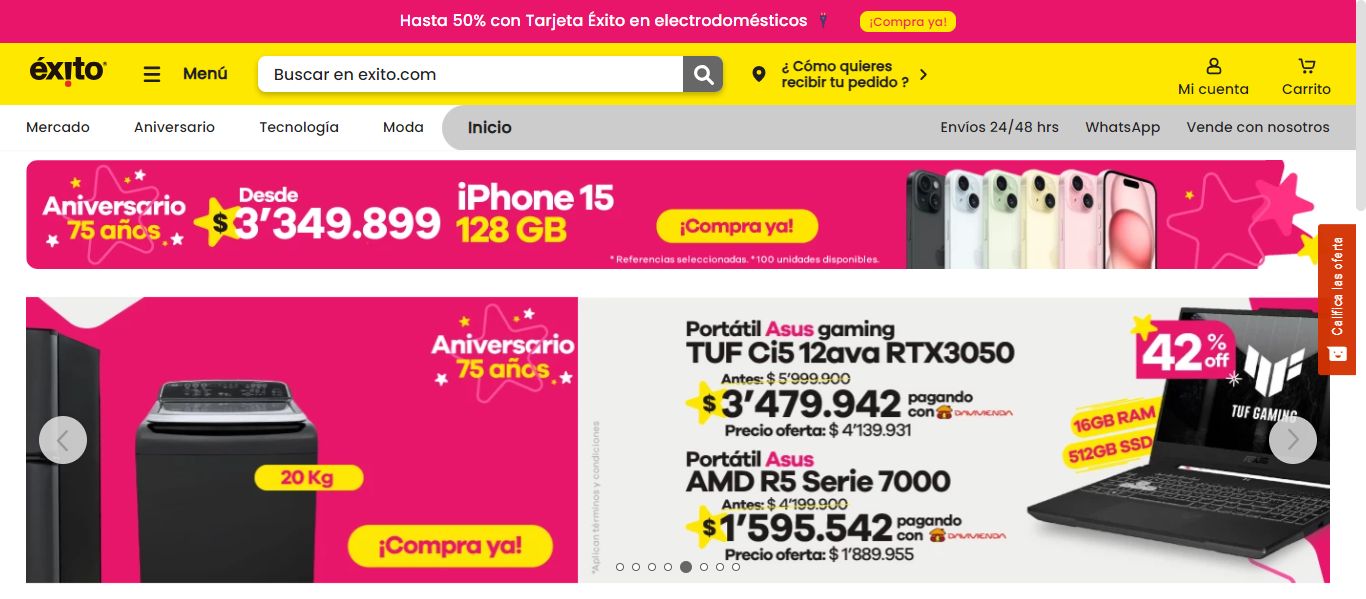 Hasta 50% con Tarjeta Éxito en electrodomésticos
¡Compra ya!
éxito
Menú
Buscar en exito.com
¿ Cómo quieres
recibir tu pedido ?
Mi cuenta
Carrito
Mercado
Aniversario
Tecnología
Moda
Inicio
Envíos 24/48 hrs
WhatsApp
Vende con nosotros
Aniversario
75 años
Desde
$3'349.899
iPhone 15
128 GB
¡Compra ya!
* Referencias seleccionadas. *100 unidades disponibles.
Califica las oferta
Aniversario
75 años
20 Kg
¡Compra ya!
*Aplican términos y condiciones
Portátil Asus gaming
TUF Ci5 12ava RTX3050
Antes: $ 5'999.900
$3'479.942 pagando
con DAVIVIENDA
Precio oferta: $ 4'139.931
Portátil Asus
AMD R5 Serie 7000
Antes: $ 4'199.900
$1'595.542 pagando
con DAVIVIENDA
Precio oferta: $ 1'889.955
42% off
TUF GAMING
16GB RAM
512GB SSD